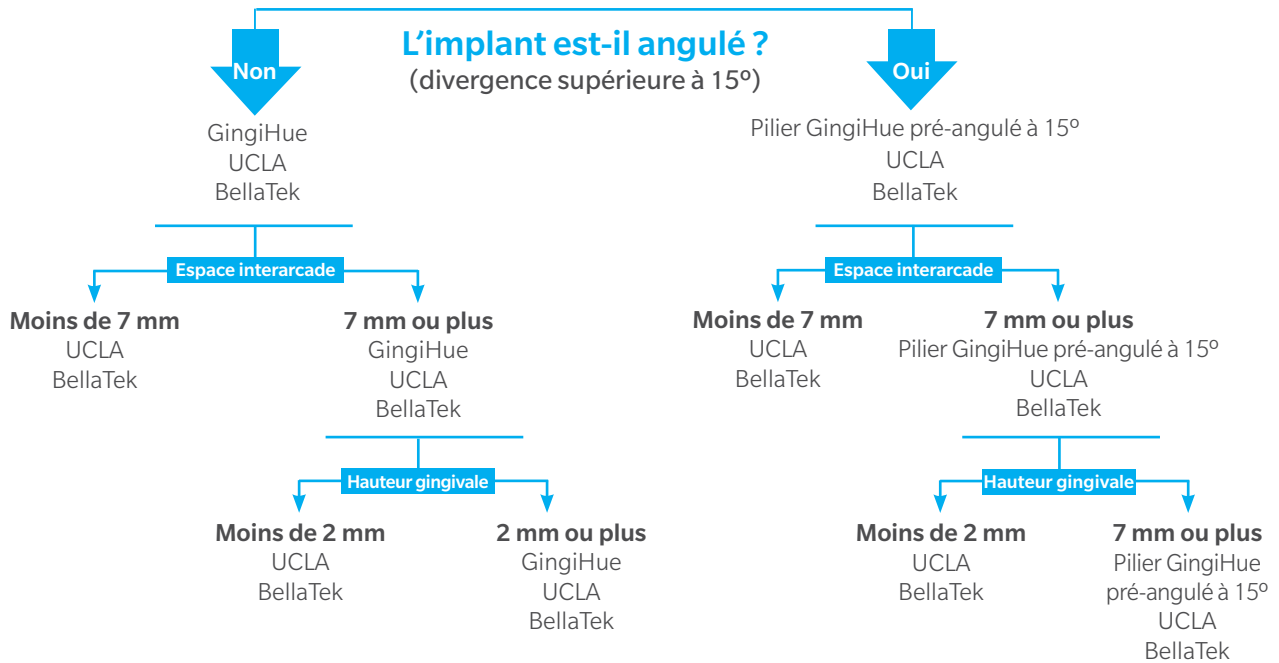 L'implant est-il angulé ?
(divergence supérieure à 15º)
Non
GingiHue
UCLA
BellaTek
Espace interarcade
Moins de 7 mm
UCLA
BellaTek
7 mm ou plus
GingiHue
UCLA
BellaTek
Hauteur gingivale
Moins de 2 mm
UCLA
BellaTek
2 mm ou plus
GingiHue
UCLA
BellaTek
Oui
Pilier GingiHue pré-angulé à 15º
UCLA
BellaTek
Espace interarcade
Moins de 7 mm
UCLA
BellaTek
7 mm ou plus
Pilier GingiHue pré-angulé à 15º
UCLA
BellaTek
Hauteur gingivale
Moins de 2 mm
UCLA
BellaTek
7 mm ou plus
Pilier GingiHue
pré-angulé à 15º
UCLA
BellaTek